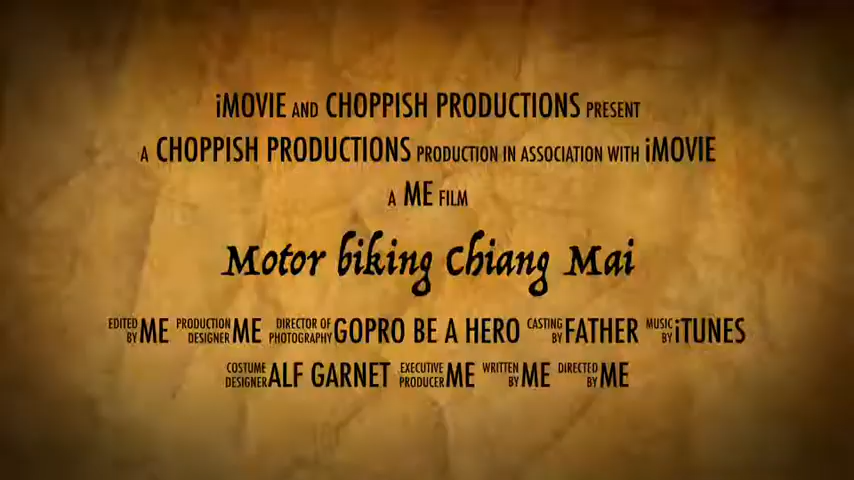 iMOVIE AND CHOPPISH PRODUCTIONS PRESENT
A CHOPPISH PRODUCTIONS PRODUCTION IN ASSOCIATION WITH iMOVIE
A ME FILM
Motor biking Chiang Mai
EDITED BY ME PRODUCTION DESIGNER ME DIRECTOR OF PHOTOGRAPHY GOPRO BE A HERO CASTING BY FATHER MUSIC BY iTUNES
COSTUME DESIGNER ALF GARNET EXECUTIVE PRODUCER ME WRITTEN BY ME DIRECTED BY ME